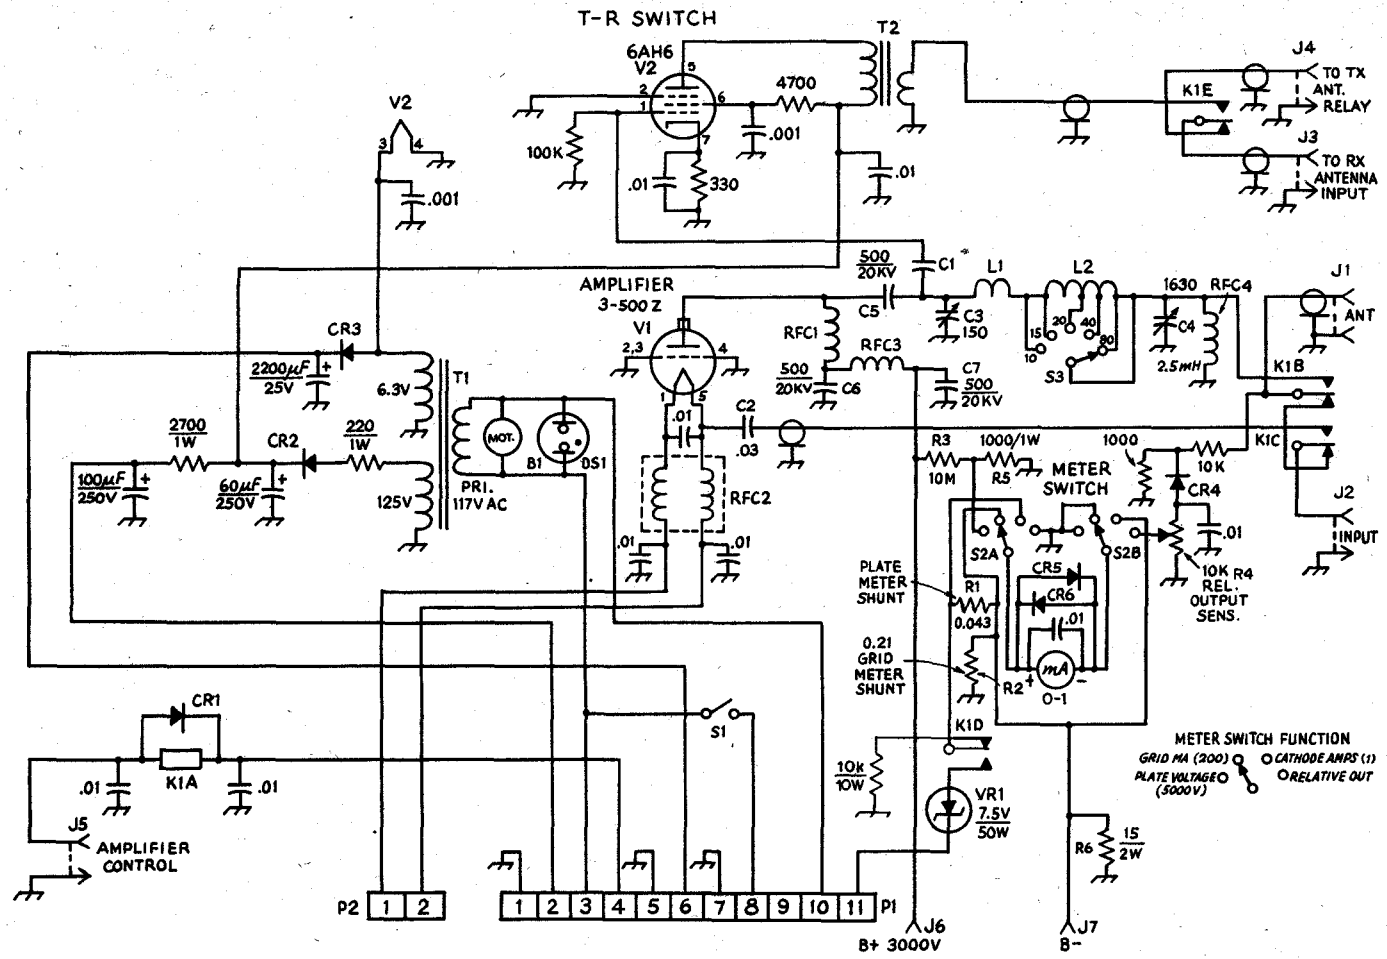 T-R SWITCH
6AH6
V2
5
2
1
6
7
4700
T2
.001
100K
.01
330
.01
V2
3
4
.001
K1E
J4
TO TX
ANT.
RELAY
J3
TO RX
ANTENNA
INPUT
AMPLIFIER
3-500Z
V1
2,3
4
1
5
500
20KV
C5
C1
*
L1
L2
C3
150
RFC1
RFC3
500
20KV
C6
C7
500
20KV
15
20
40
80
10
S3
1630
C4
RFC4
2.5mH
J1
ANT
K1B
K1C
CR3
2200µF
25V
+
6.3V
T1
MOT.
B1
DS1
PRI.
117V AC
2700
1W
CR2
220
1W
100µF
250V
+
60µF
250V
+
125V
.01
C2
.03
RFC2
.01
.01
R3
10M
1000/1W
R5
METER
SWITCH
1000
10K
CR4
.01
J2
INPUT
S2A
S2B
10K
R4
REL.
OUTPUT
SENS.
PLATE
METER
SHUNT
R1
0.043
CR5
CR6
.01
mA
+
-
0-1
0.21
GRID
METER
SHUNT
R2
CR1
K1A
.01
.01
J5
AMPLIFIER
CONTROL
S1
K1D
10K
10W
VR1
7.5V
50W
METER SWITCH FUNCTION
GRID MA (200)
CATHODE AMPS (1)
PLATE VOLTAGE
(5000V)
RELATIVE OUT
R6
15
2W
P2
1 2
1 2 3 4 5 6 7 8 9 10 11
P1
J6
B+ 3000V
J7
B-